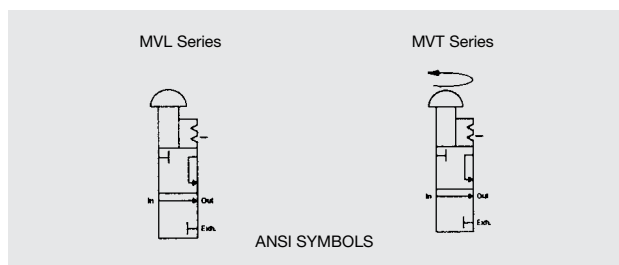 MVL Series
MVT Series
In
Out
Exh.
In
Out
Exh.
ANSI SYMBOLS